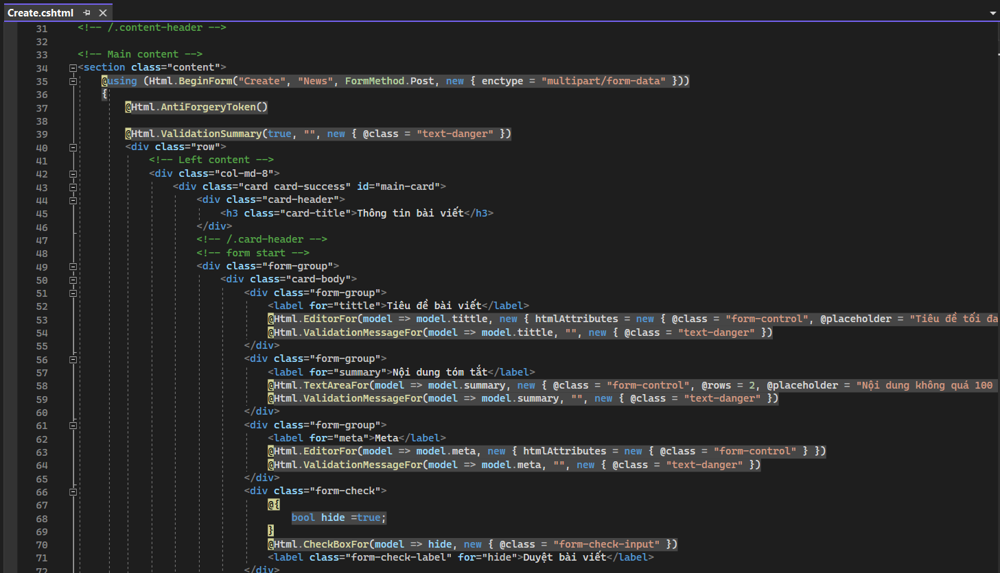 Create.cshtml
31 <!-- /.content-header -->
32
33 <!-- Main content -->
34 <section class="content">
35 @using (Html.BeginForm("Create", "News", FormMethod.Post, new { enctype = "multipart/form-data" }))
36 {
37 @Html.AntiForgeryToken()
38
39 @Html.ValidationSummary(true, "", new { @class = "text-danger" })
40 <div class="row">
41 <!-- Left content -->
42 <div class="col-md-8">
43 <div class="card card-success" id="main-card">
44 <div class="card-header">
45 <h3 class="card-title">Thông tin bài viết</h3>
46 </div>
47 <!-- /.card-header -->
48 <!-- form start -->
49 <div class="form-group">
50 <div class="card-body">
51 <div class="form-group">
52 <label for="tittle">Tiêu đề bài viết</label>
53 @Html.EditorFor(model => model.tittle, new { htmlAttributes = new { @class = "form-control", @placeholder = "Tiêu đề tối đa
54 @Html.ValidationMessageFor(model => model.tittle, "", new { @class = "text-danger" })
55 </div>
56 <div class="form-group">
57 <label for="summary">Nội dung tóm tắt</label>
58 @Html.TextAreaFor(model => model.summary, new { @class = "form-control", @rows = 2, @placeholder = "Nội dung không quá 100
59 @Html.ValidationMessageFor(model => model.summary, "", new { @class = "text-danger" })
60 </div>
61 <div class="form-group">
62 <label for="meta">Meta</label>
63 @Html.EditorFor(model => model.meta, new { htmlAttributes = new { @class = "form-control" } })
64 @Html.ValidationMessageFor(model => model.meta, "", new { @class = "text-danger" })
65 </div>
66 <div class="form-check">
67 @{
68 bool hide =true;
69 }
70 @Html.CheckBoxFor(model => hide, new { @class = "form-check-input" })
71 <label class="form-check-label" for="hide">Duyệt bài viết</label>
72 </div>